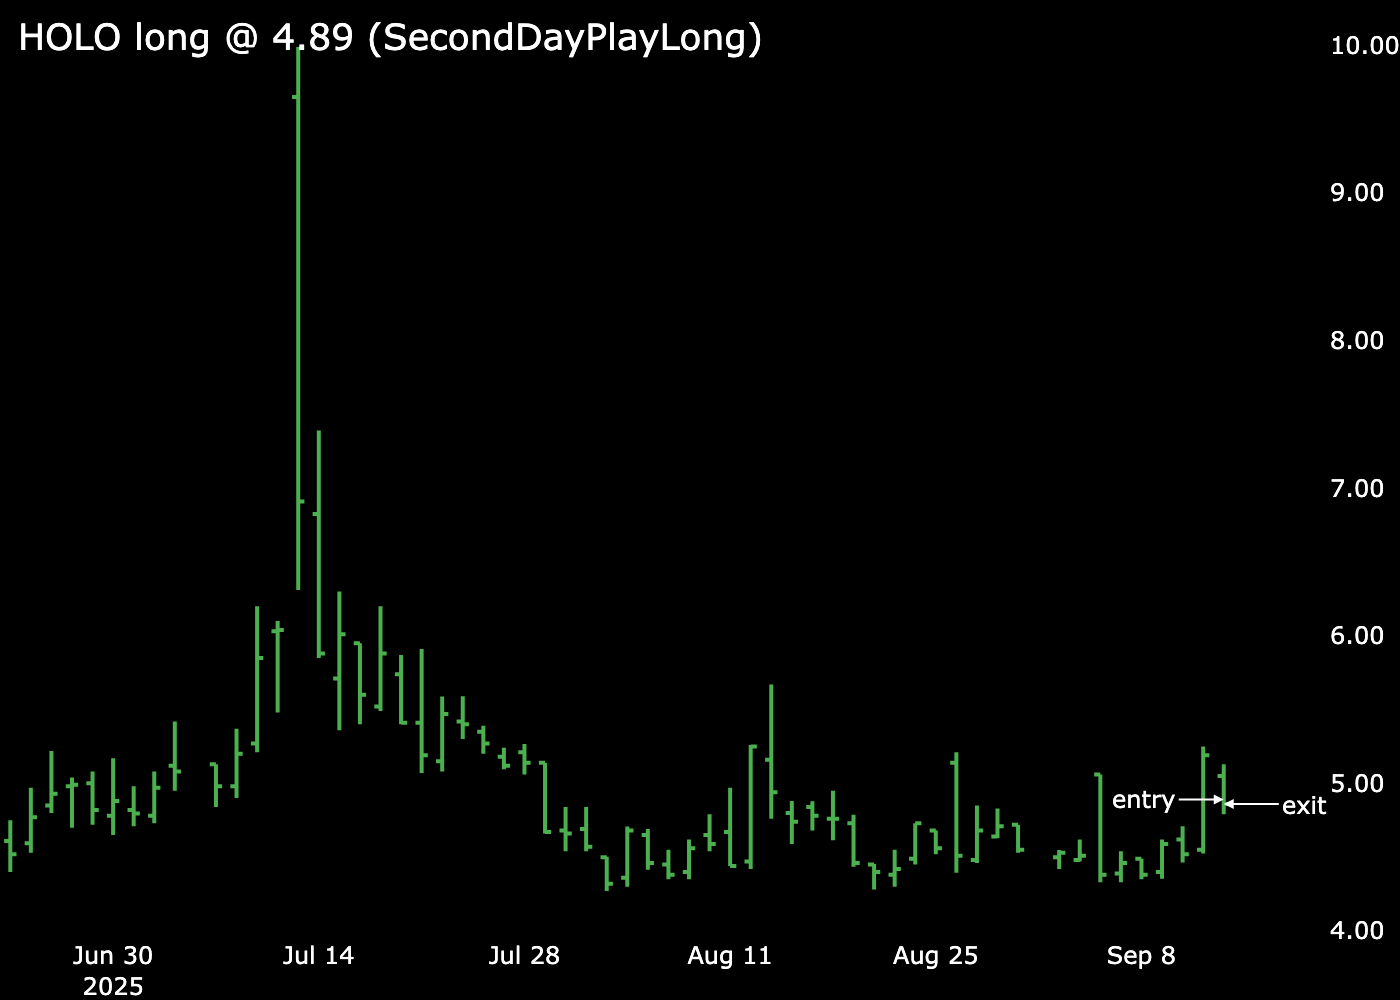 HOLO long @ 4.89 (SecondDayPlayLong)
10.00
9.00
8.00
7.00
6.00
5.00
entry
exit
4.00
Jun 30
2025
Jul 14
Jul 28
Aug 11
Aug 25
Sep 8